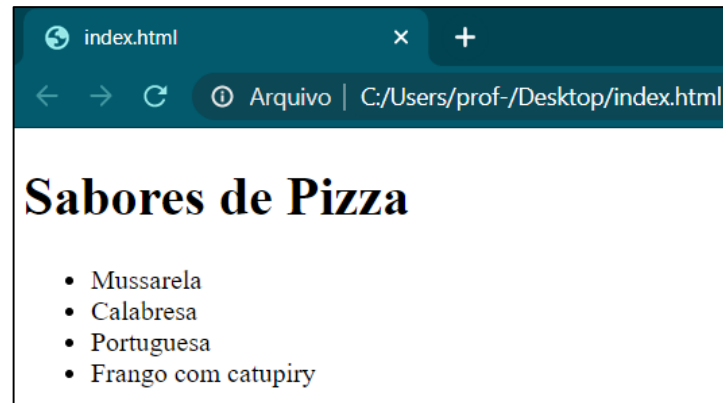 index.html
Arquivo | C:/Users/prof-/Desktop/index.html
Sabores de Pizza
• Mussarela
• Calabresa
• Portuguesa
• Frango com catupiry